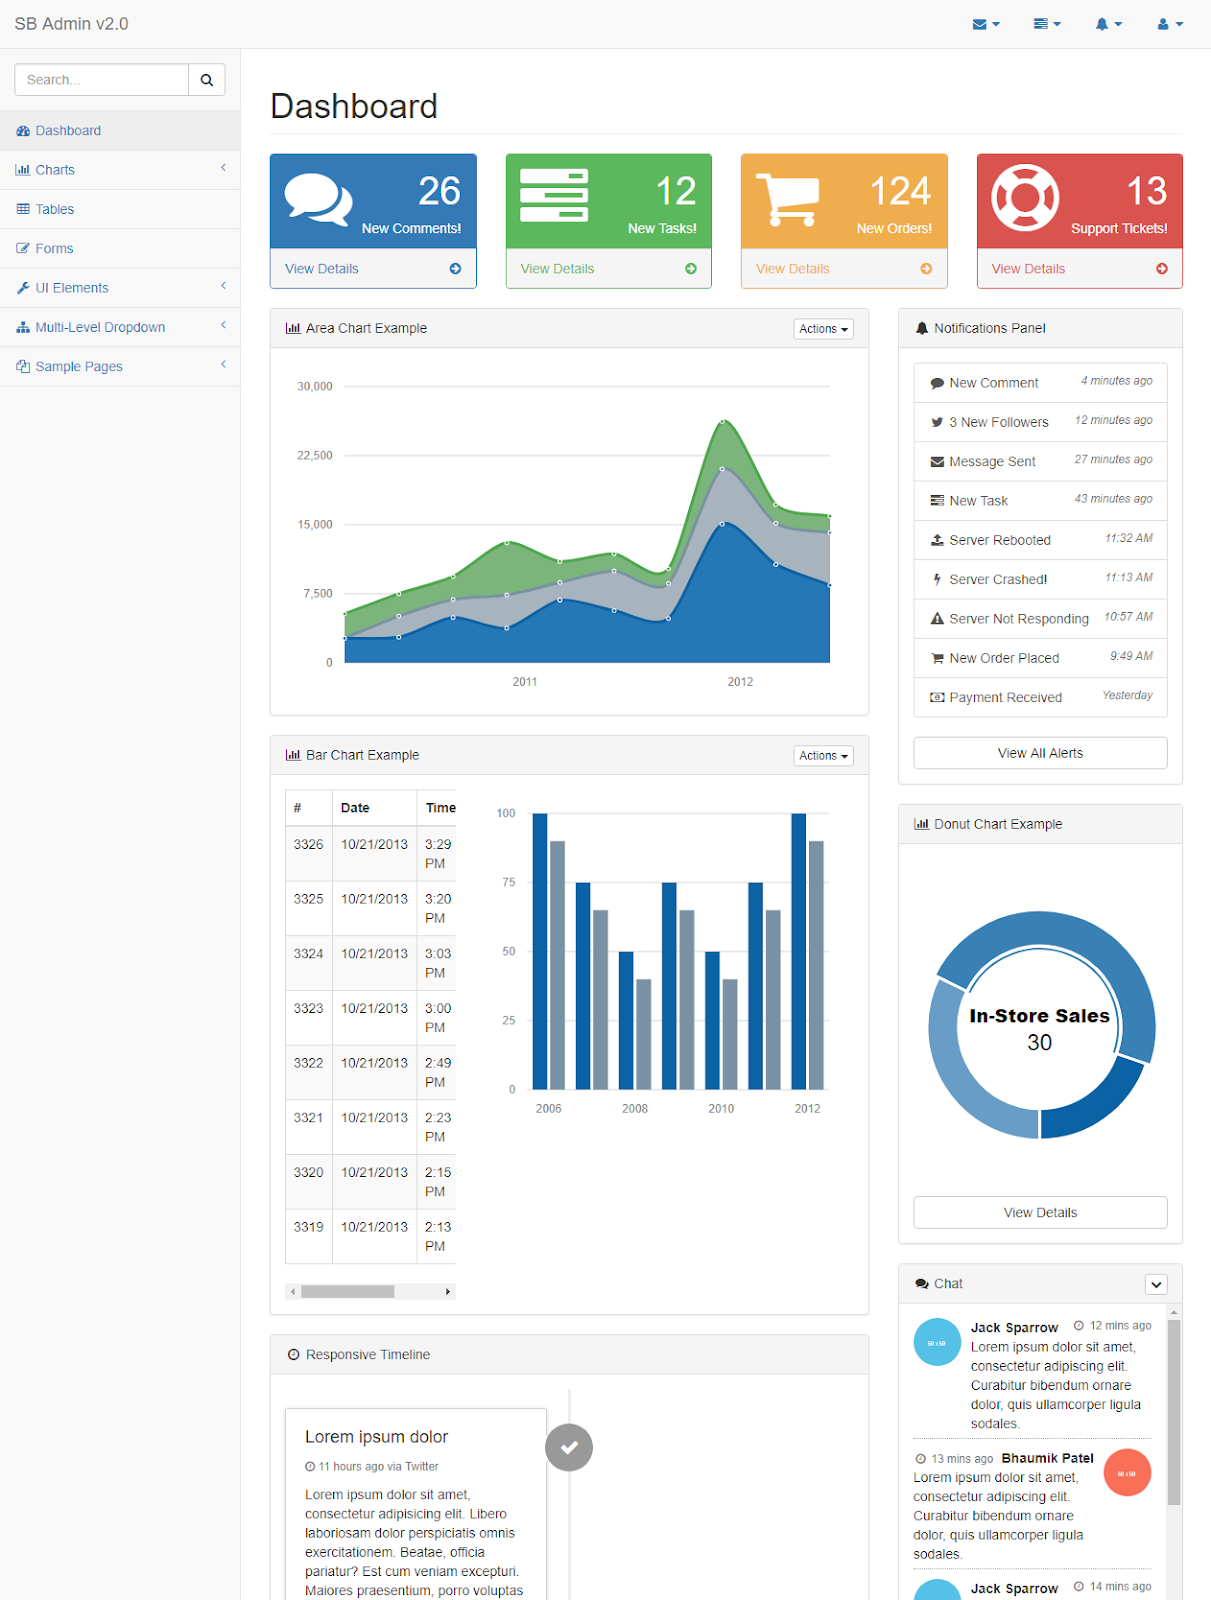 SB Admin v2.0
Search...
Dashboard
Charts
Tables
Forms
UI Elements
Multi-Level Dropdown
Sample Pages
Dashboard
26
New Comments!
View Details
12
New Tasks!
View Details
124
New Orders!
View Details
13
Support Tickets!
View Details
Area Chart Example
Actions
30,000
22,500
15,000
7,500
0
2011 2012
Bar Chart Example
Actions
# Date Time
3326 10/21/2013 3:29
PM
3325 10/21/2013 3:20
PM
3324 10/21/2013 3:03
PM
3323 10/21/2013 3:00
PM
3322 10/21/2013 2:49
PM
3321 10/21/2013 2:23
PM
3320 10/21/2013 2:15
PM
3319 10/21/2013 2:13
PM
100
75
50
25
0
2006 2008 2010 2012
Responsive Timeline
Lorem ipsum dolor
11 hours ago via Twitter
Lorem ipsum dolor sit amet,
consectetur adipisicing elit. Libero
laboriosam dolor perspiciatis omnis
exercitationem. Beatae, officia
pariatur? Est cum veniam excepturi.
Maiores praesentium, porro voluptas
Notifications Panel
New Comment 4 minutes ago
3 New Followers 12 minutes ago
Message Sent 27 minutes ago
New Task 43 minutes ago
Server Rebooted 11:32 AM
Server Crashed! 11:13 AM
Server Not Responding 10:57 AM
New Order Placed 9:49 AM
Payment Received Yesterday
View All Alerts
Donut Chart Example
In-Store Sales
30
View Details
Chat
50 x 50
Jack Sparrow 12 mins ago
Lorem ipsum dolor sit amet,
consectetur adipiscing elit.
Curabitur bibendum ornare
dolor, quis ullamcorper ligula
sodales.
13 mins ago Bhaumik Patel
50 x 50
Lorem ipsum dolor sit amet,
consectetur adipiscing elit.
Curabitur bibendum ornare
dolor, quis ullamcorper ligula
sodales.
Jack Sparrow 14 mins ago